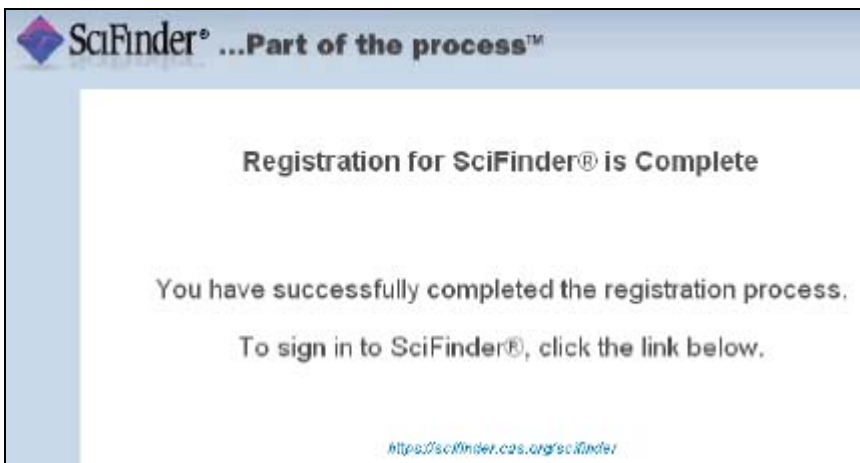 SciFinder® ...Part of the process™
Registration for SciFinder® is Complete
You have successfully completed the registration process.
To sign in to SciFinder®, click the link below.
https://scifinder.cas.org/scifinder